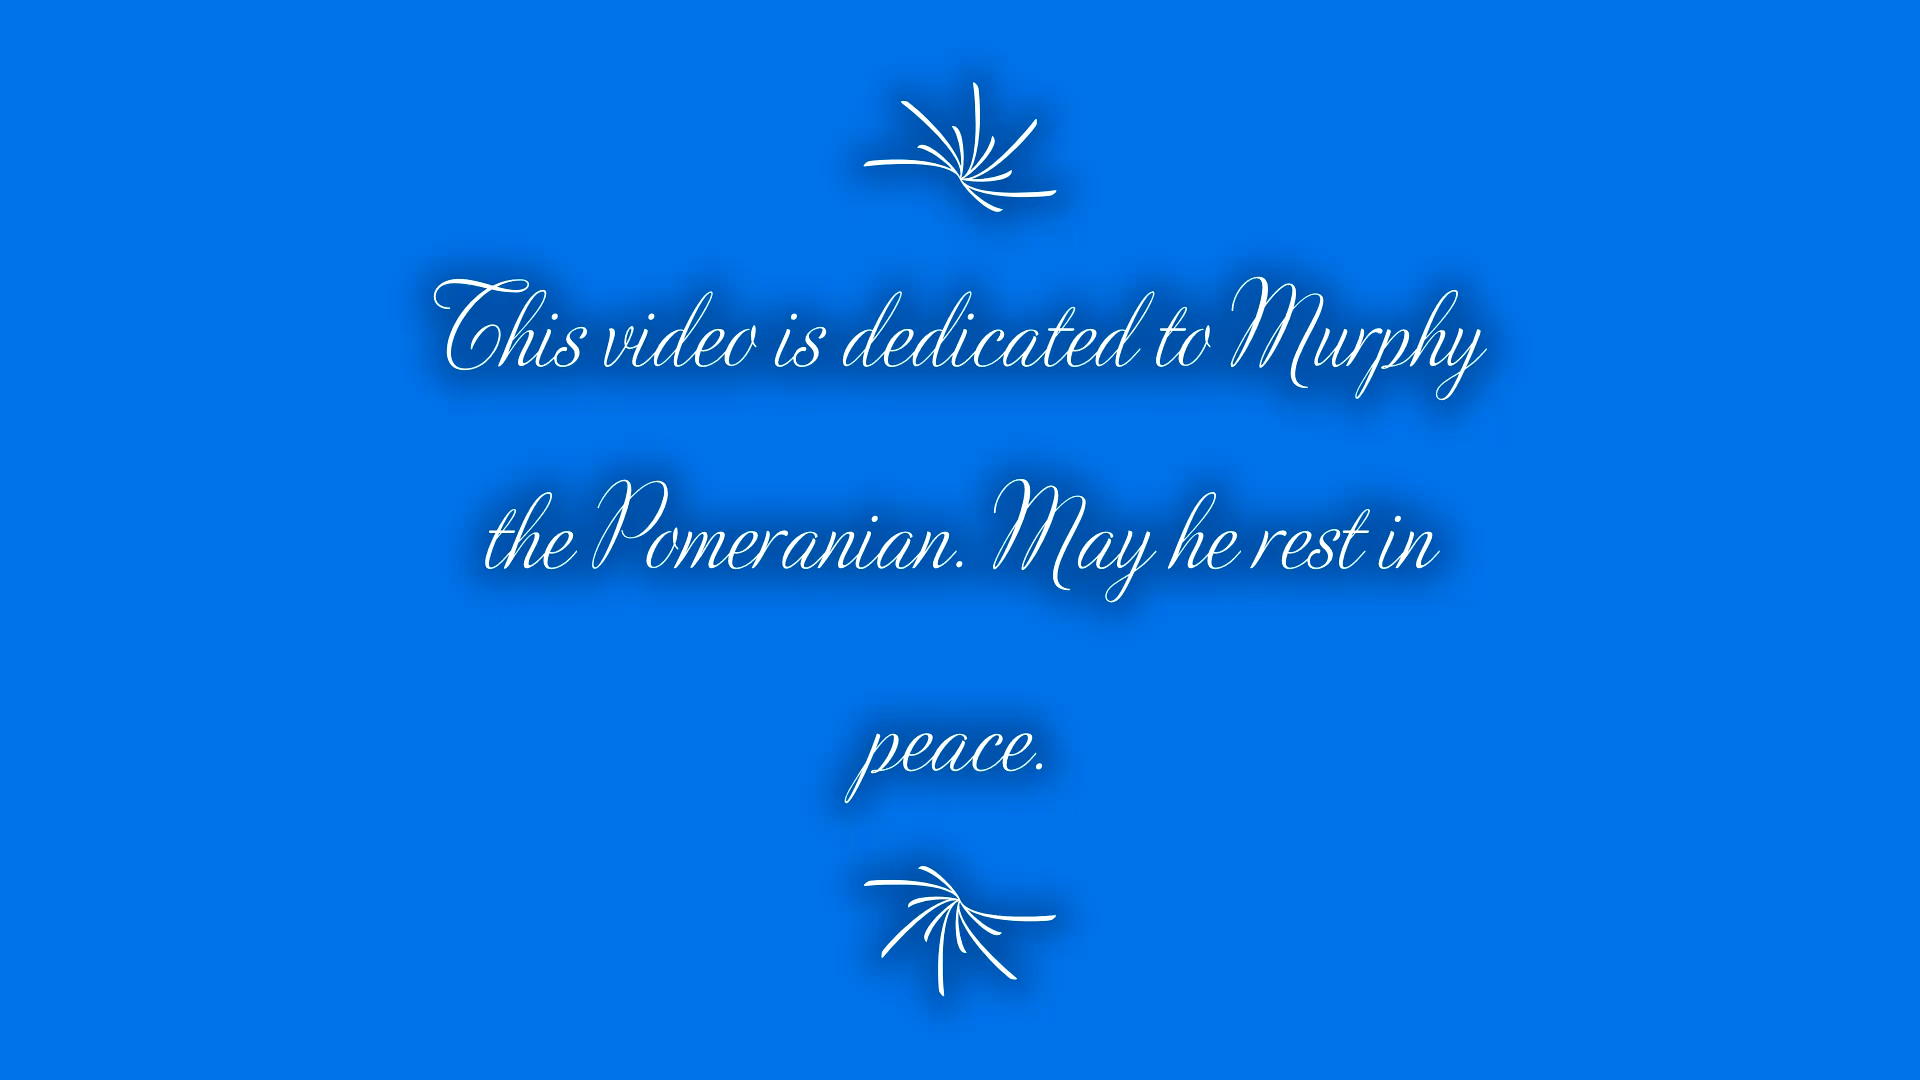 This video is dedicated to Murphy
the Pomeranian. May he rest in
peace.